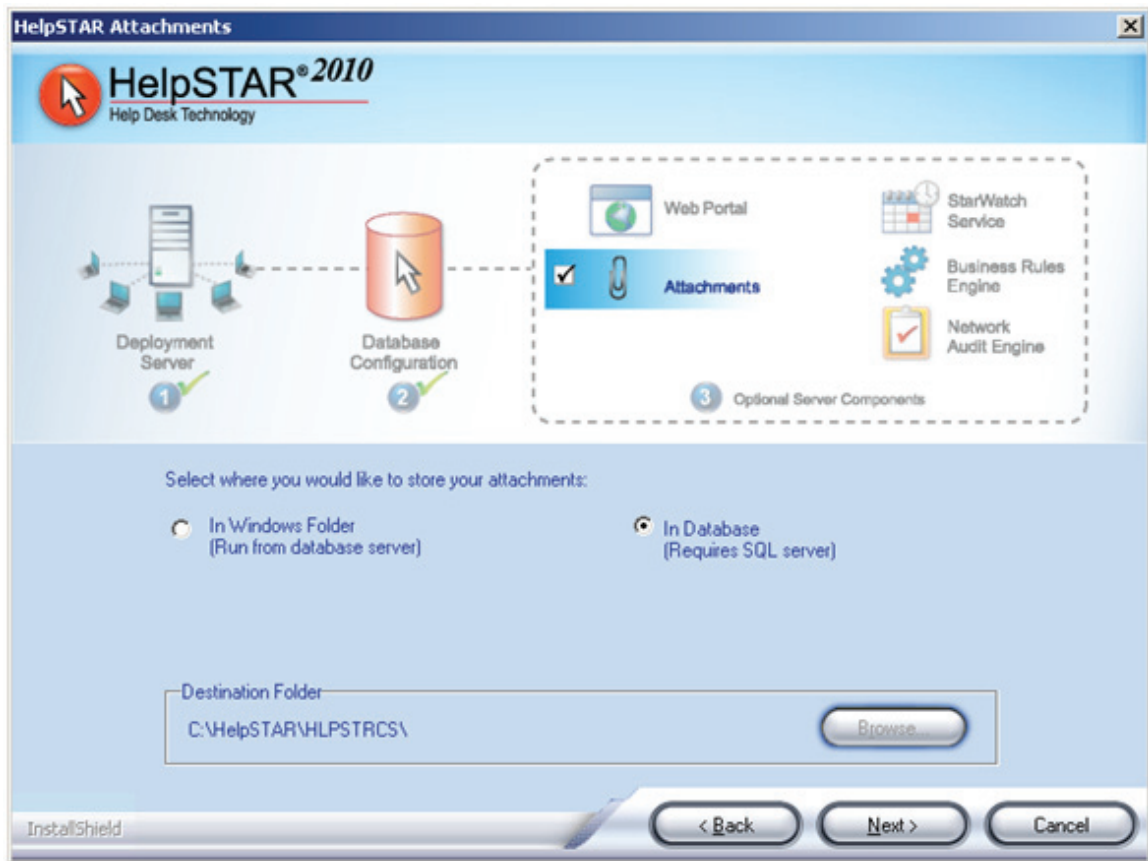 HelpSTAR Attachments
HelpSTAR® 2010
Help Desk Technology
Web Portal
StarWatch
Service
Attachments
Business Rules
Engine
Network
Audit Engine
Deployment
Server
1
Database
Configuration
2
3 Optional Server Components
Select where you would like to store your attachments:
In Windows Folder
(Run from database server)
In Database
(Requires SQL server)
Destination Folder
C:\HelpSTAR\HLPSTRCS\
Browse...
InstallShield
< Back
Next >
Cancel